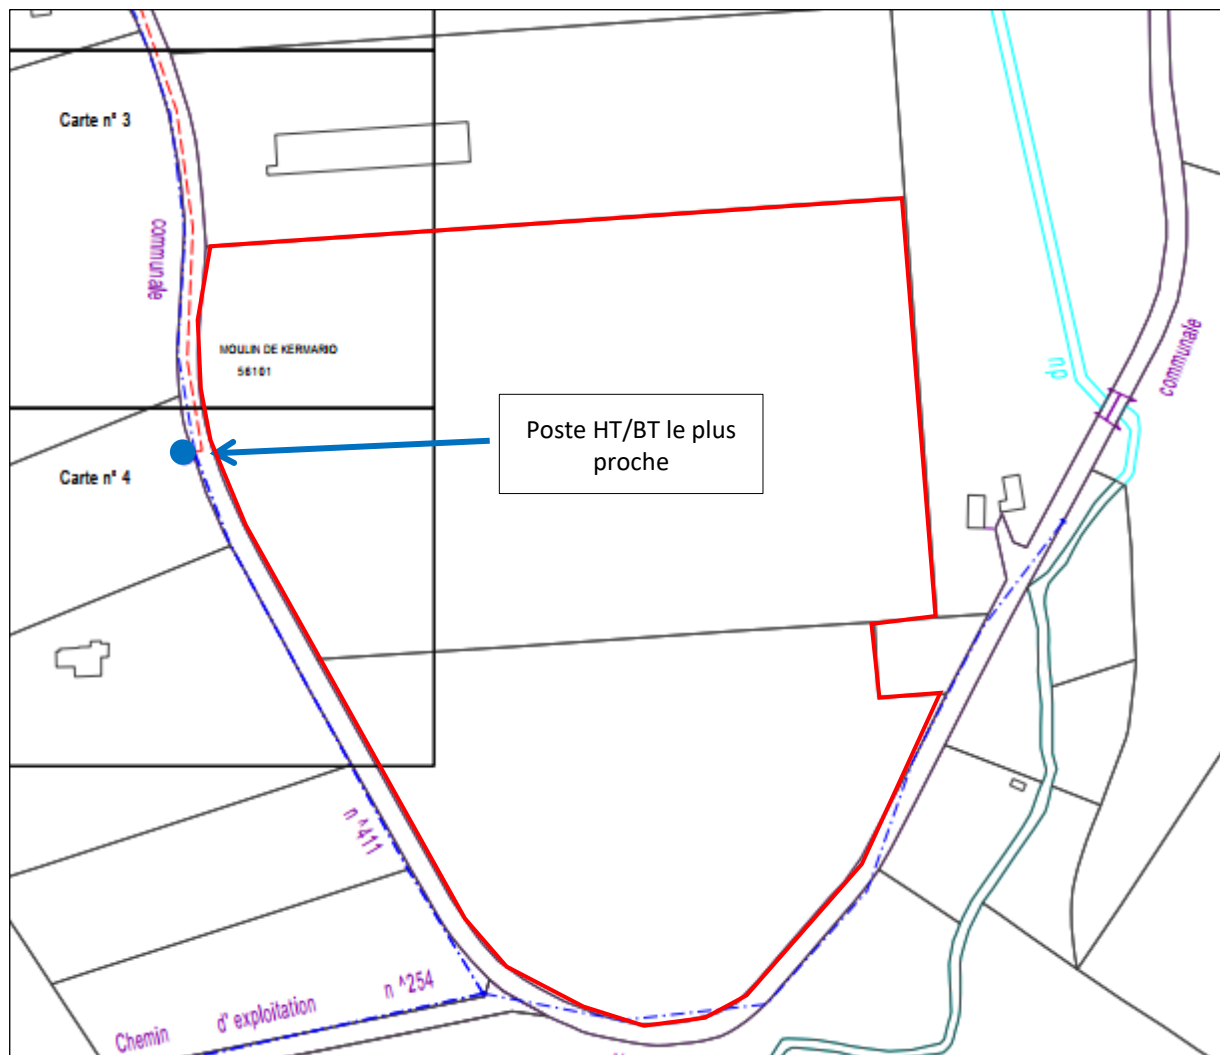 Carte n° 3
communale
MOULIN DE KERMARIO
56101
du
communale
Poste HT/BT le plus
proche
Carte n° 4
n ^411
Chemin d' exploitation n ^254